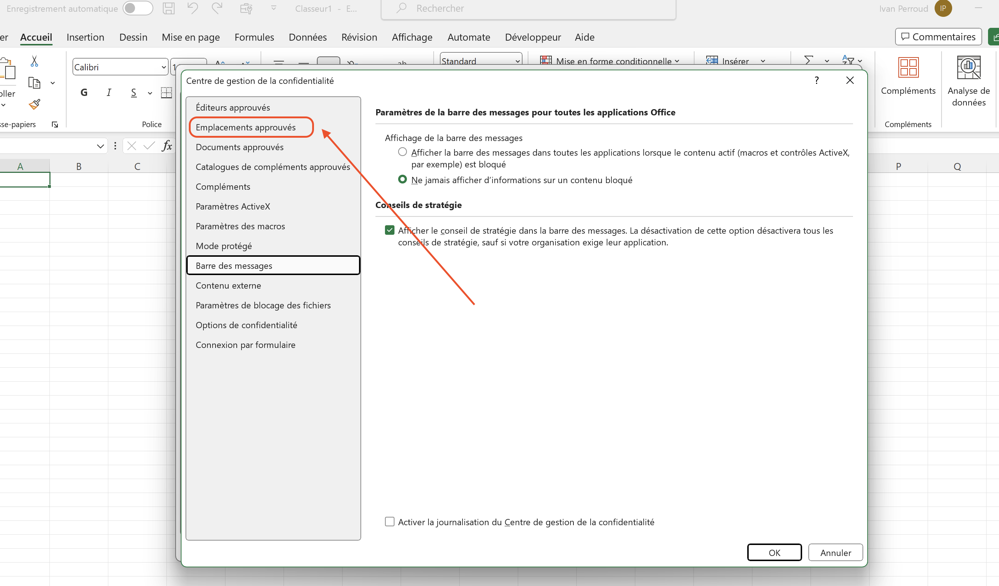 Enregistrement automatique
Classeur1 - E...
Rechercher
Ivan Perroud
IP
er Accueil Insertion Dessin Mise en page Formules Données Révision Affichage Automate Développeur Aide
Commentaires
Calibri
Standard
Mise en forme conditionnelle
Insérer
G I S
oller
sse-papiers
Police
Compléments
Analyse de
données
Compléments
fx
A B C P Q
Centre de gestion de la confidentialité
?
Éditeurs approuvés
Emplacements approuvés
Documents approuvés
Catalogues de compléments approuvés
Compléments
Paramètres ActiveX
Paramètres des macros
Mode protégé
Barre des messages
Contenu externe
Paramètres de blocage des fichiers
Options de confidentialité
Connexion par formulaire
Paramètres de la barre des messages pour toutes les applications Office
Affichage de la barre des messages
Afficher la barre des messages dans toutes les applications lorsque le contenu actif (macros et contrôles ActiveX,
par exemple) est bloqué
Ne jamais afficher d’informations sur un contenu bloqué
Conseils de stratégie
Afficher le conseil de stratégie dans la barre des messages. La désactivation de cette option désactivera tous les
conseils de stratégie, sauf si votre organisation exige leur application.
Activer la journalisation du Centre de gestion de la confidentialité
OK
Annuler